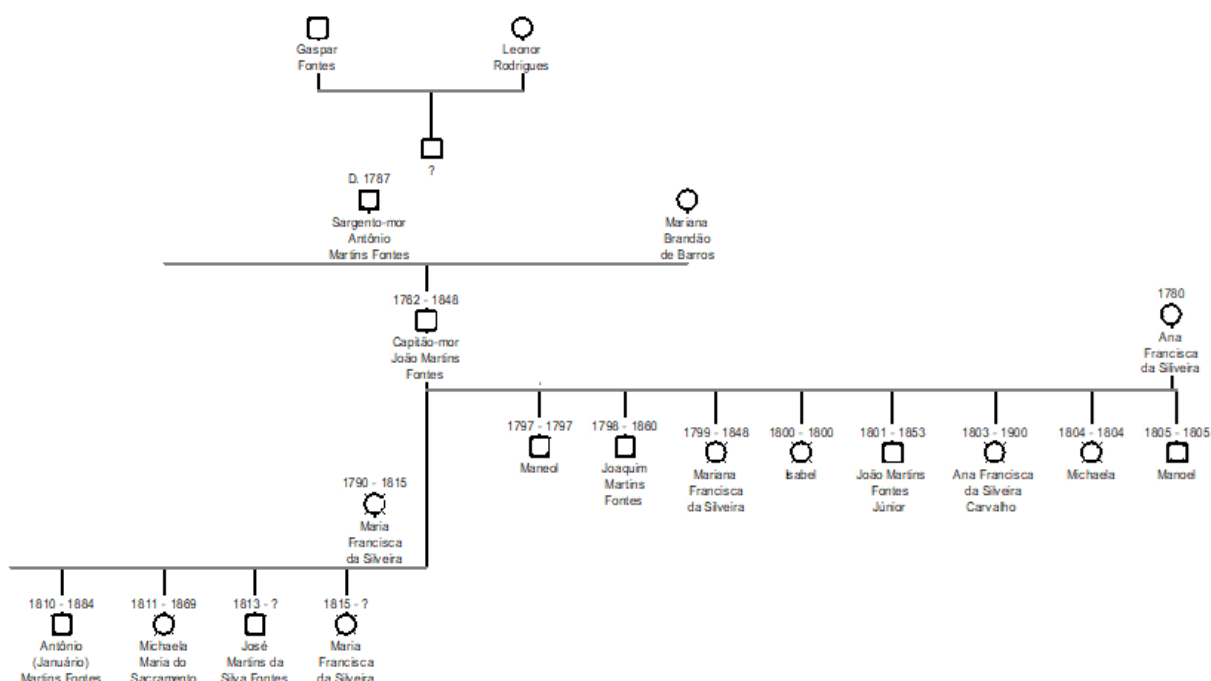 Gaspar
Fontes
Leonor
Rodrigues
?
D. 1787
Sargento-mor
Antônio
Martins Fontes
Mariana
Brandão
de Barros
1762 - 1848
Capitão-mor
João Martins
Fontes
1780
Ana
Francisca
da Siliveira
1797 - 1797
Maneol
1798 - 1860
Joaquim
Martins
Fontes
1799 - 1848
Mariana
Francisca
da Silveira
1800 - 1800
Isabel
1801 - 1853
João Martins
Fontes
Júnior
1803 - 1900
Ana Francisca
da Silveira
Carvalho
1804 - 1804
Michaela
1805 - 1805
Manoel
1790 - 1815
Maria
Francisca
da Silveira
1810 - 1884
Antônio
(Januário)
Martins Fontes
1811 - 1869
Michaela
Maria do
Sacramento
1813 - ?
José
Martins da
Silva Fontes
1815 - ?
Maria
Francisca
da Silveira